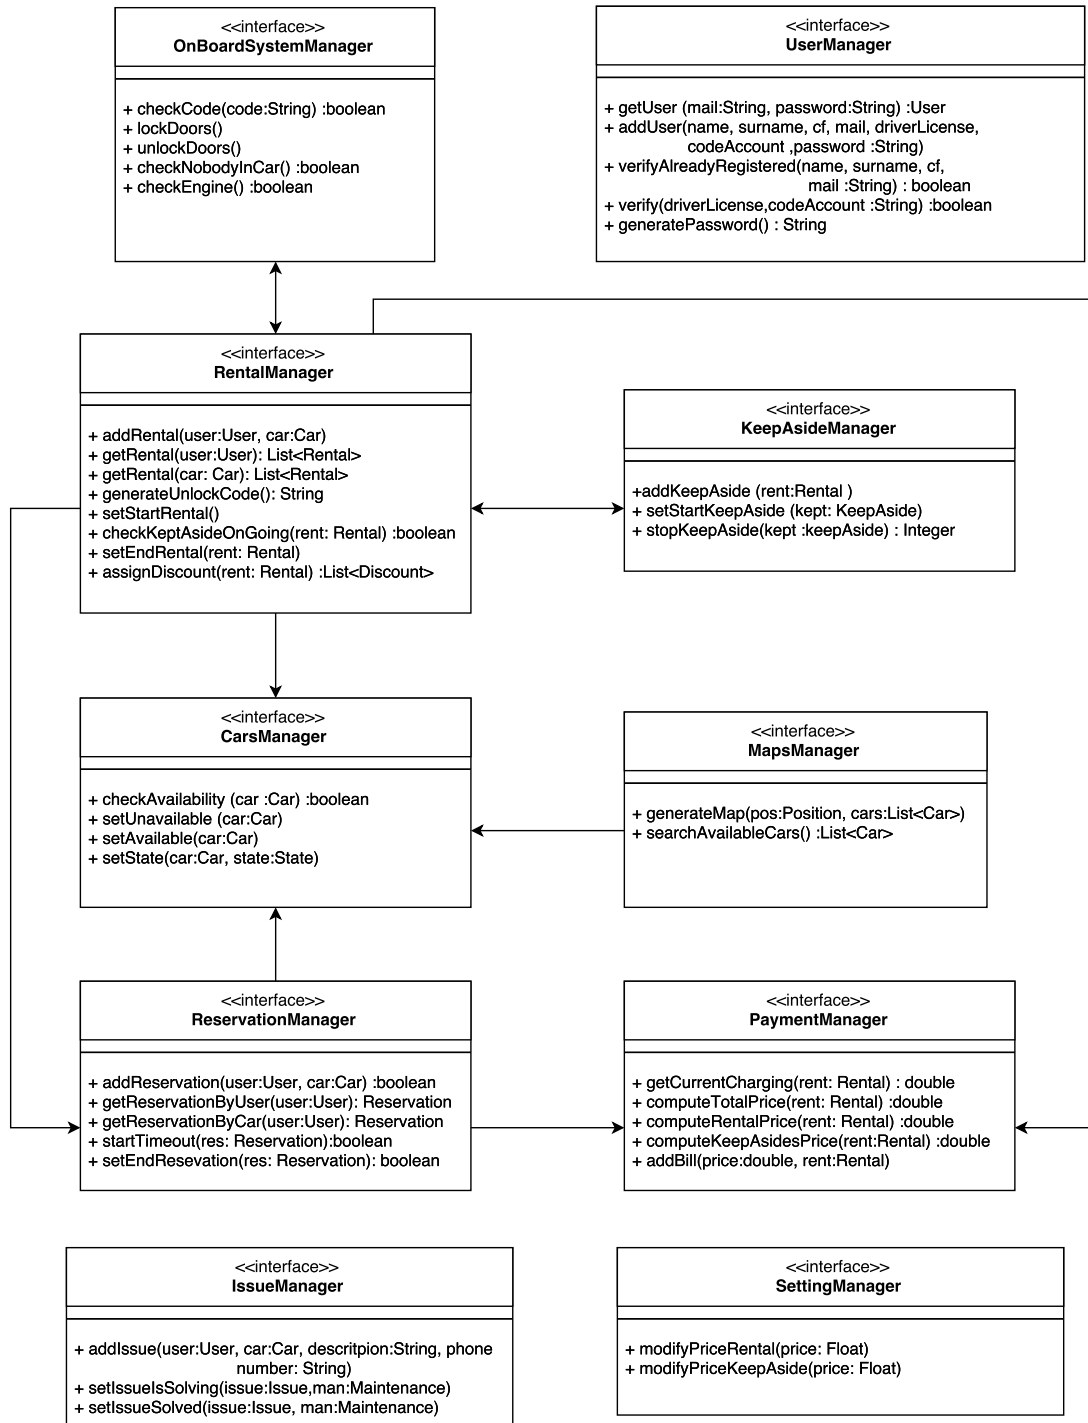 <<interface>>
OnBoardSystemManager
+ checkCode(code:String) :boolean
+ lockDoors()
+ unlockDoors()
+ checkNobodyInCar() :boolean
+ checkEngine() :boolean
<<interface>>
UserManager
+ getUser (mail:String, password:String) :User
+ addUser(name, surname, cf, mail, driverLicense,
codeAccount ,password :String)
+ verifyAlreadyRegistered(name, surname, cf,
mail :String) : boolean
+ verify(driverLicense,codeAccount :String) :boolean
+ generatePassword() : String
<<interface>>
RentalManager
+ addRental(user:User, car:Car)
+ getRental(user:User): List<Rental>
+ getRental(car: Car): List<Rental>
+ generateUnlockCode(): String
+ setStartRental()
+ checkKeptAsideOnGoing(rent: Rental) :boolean
+ setEndRental(rent: Rental)
+ assignDiscount(rent: Rental) :List<Discount>
<<interface>>
KeepAsideManager
+addKeepAside (rent:Rental )
+ setStartKeepAside (kept: KeepAside)
+ stopKeepAside(kept :keepAside) : Integer
<<interface>>
CarsManager
+ checkAvailability (car :Car) :boolean
+ setUnavailable (car:Car)
+ setAvailable(car:Car)
+ setState(car:Car, state:State)
<<interface>>
MapsManager
+ generateMap(pos:Position, cars:List<Car>)
+ searchAvailableCars() :List<Car>
<<interface>>
ReservationManager
+ addReservation(user:User, car:Car) :boolean
+ getReservationByUser(user:User): Reservation
+ getReservationByCar(user:User): Reservation
+ startTimeout(res: Reservation):boolean
+ setEndResevation(res: Reservation): boolean
<<interface>>
PaymentManager
+ getCurrentCharging(rent: Rental) : double
+ computeTotalPrice(rent: Rental) :double
+ computeRentalPrice(rent: Rental) :double
+ computeKeepAsidesPrice(rent:Rental) :double
+ addBill(price:double, rent:Rental)
<<interface>>
IssueManager
+ addIssue(user:User, car:Car, descritpion:String, phone
number: String)
+ setIssueIsSolving(issue:Issue,man:Maintenance)
+ setIssueSolved(issue:Issue, man:Maintenance)
<<interface>>
SettingManager
+ modifyPriceRental(price: Float)
+ modifyPriceKeepAside(price: Float)